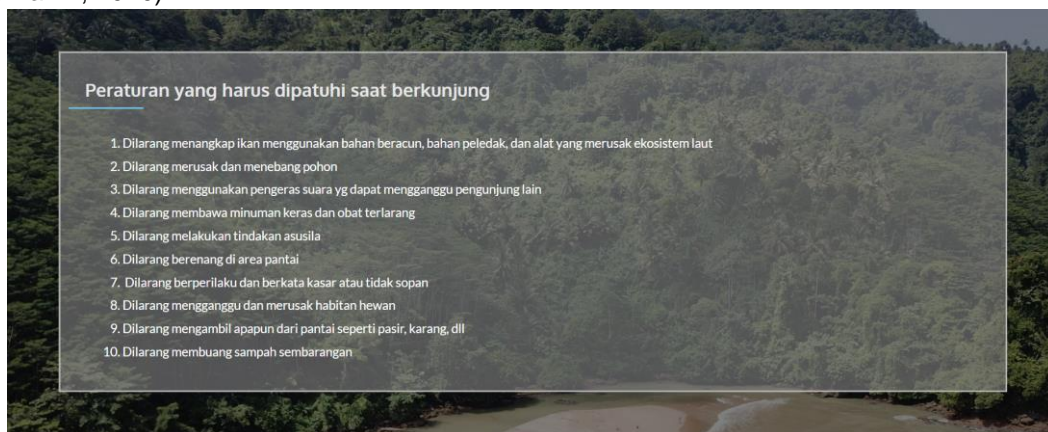 Peraturan yang harus dipatuhi saat berkunjung
1. Dilarang menangkap ikan menggunakan bahan beracun, bahan peledak, dan alat yang merusak ekosistem laut
2. Dilarang merusak dan menebang pohon
3. Dilarang menggunakan pengeras suara yg dapat mengganggu pengunjung lain
4. Dilarang membawa minuman keras dan obat terlarang
5. Dilarang melakukan tindakan asusila
6. Dilarang berenang di area pantai
7. Dilarang berperilaku dan berkata kasar atau tidak sopan
8. Dilarang mengganggu dan merusak habitan hewan
9. Dilarang mengambil apapun dari pantai seperti pasir, karang, dll
10. Dilarang membuang sampah sembarangan